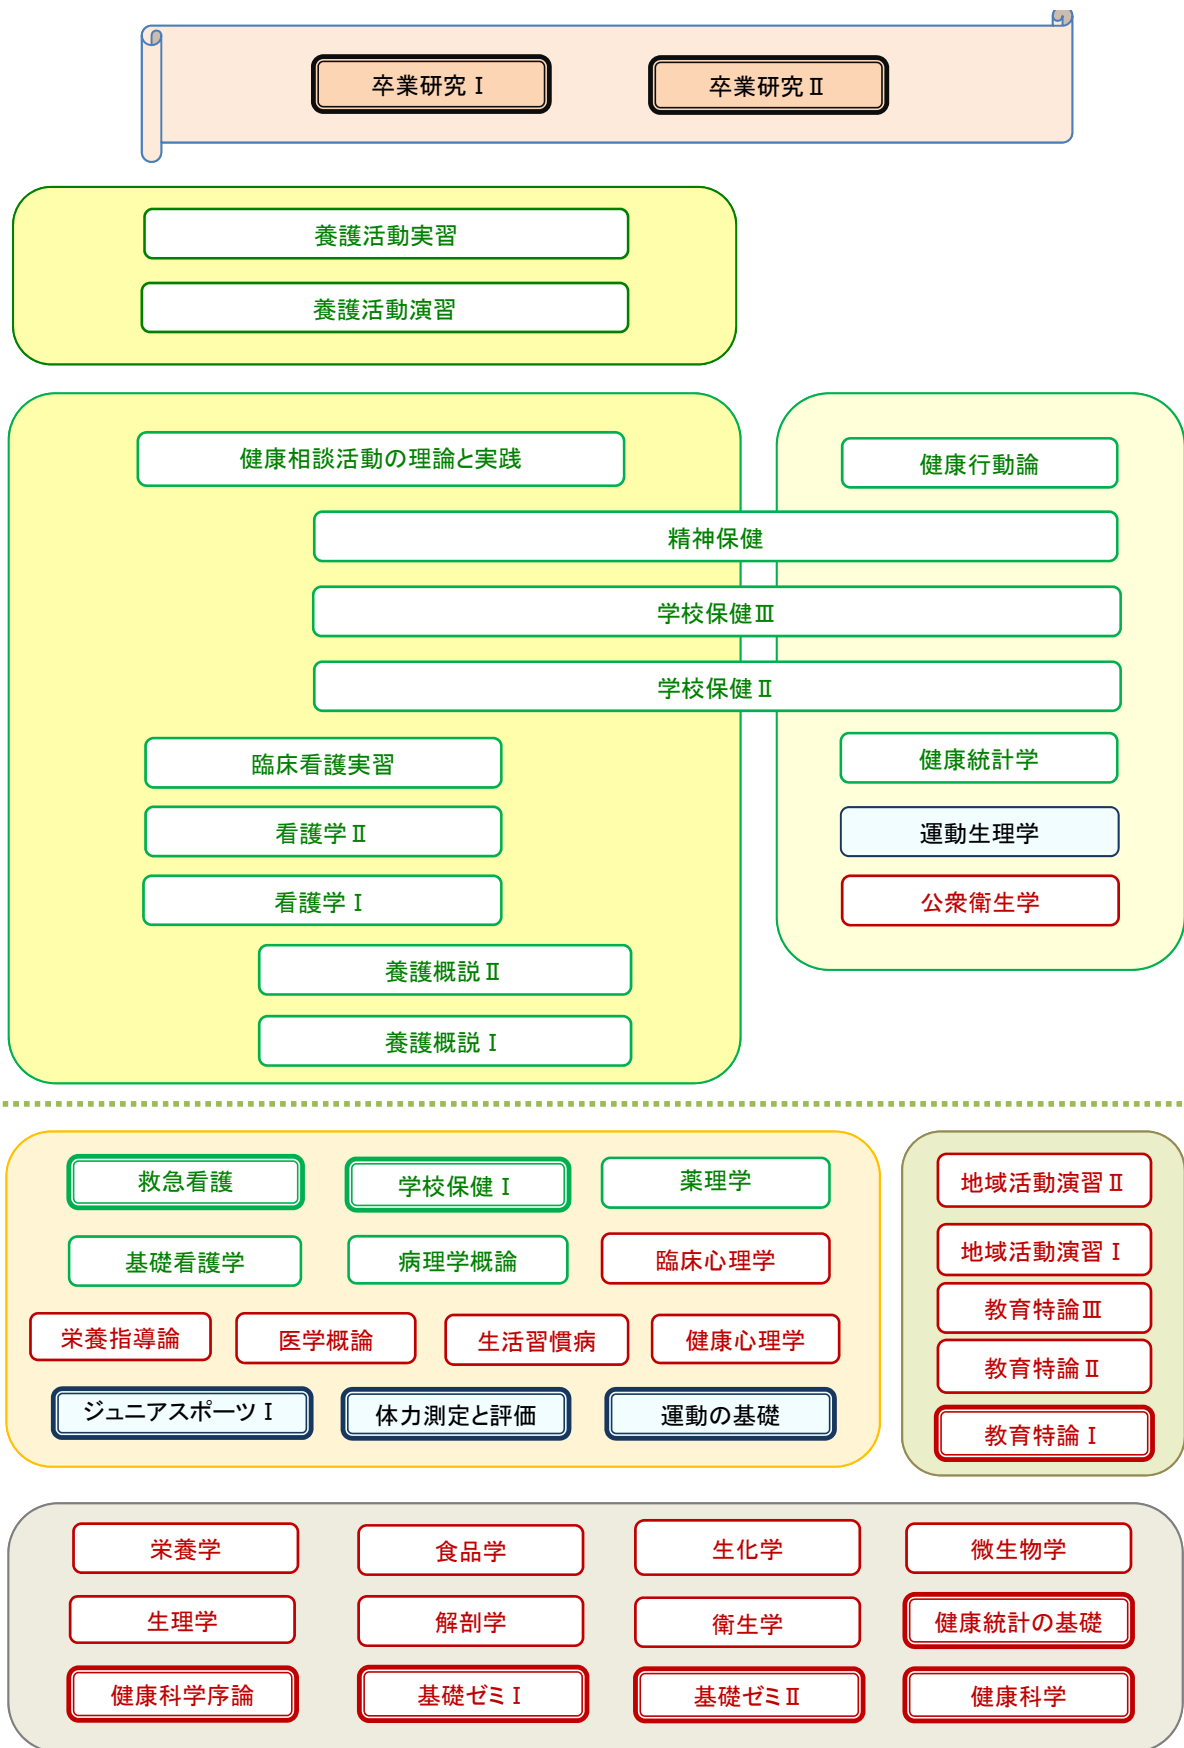 卒業研究Ⅰ
卒業研究Ⅱ
養護活動実習
養護活動演習
健康相談活動の理論と実践
健康行動論
精神保健
学校保健Ⅲ
学校保健Ⅱ
臨床看護実習
健康統計学
看護学Ⅱ
運動生理学
看護学Ⅰ
公衆衛生学
養護概説Ⅱ
養護概説Ⅰ
救急看護
学校保健Ⅰ
薬理学
基礎看護学
病理学概論
臨床心理学
栄養指導論
医学概論
生活習慣病
健康心理学
ジュニアスポーツⅠ
体力測定と評価
運動の基礎
地域活動演習Ⅱ
地域活動演習Ⅰ
教育特論Ⅲ
教育特論Ⅱ
教育特論Ⅰ
栄養学
食品学
生化学
微生物学
生理学
解剖学
衛生学
健康統計の基礎
健康科学序論
基礎ゼミⅠ
基礎ゼミⅡ
健康科学